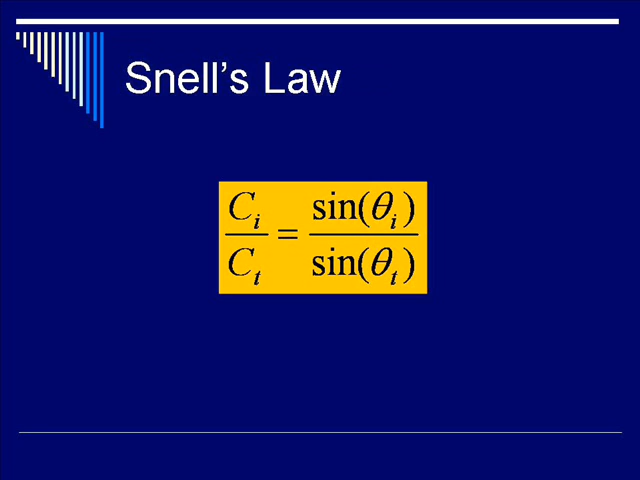 Snell's Law
C_i / C_t = sin(θ_i) / sin(θ_t)